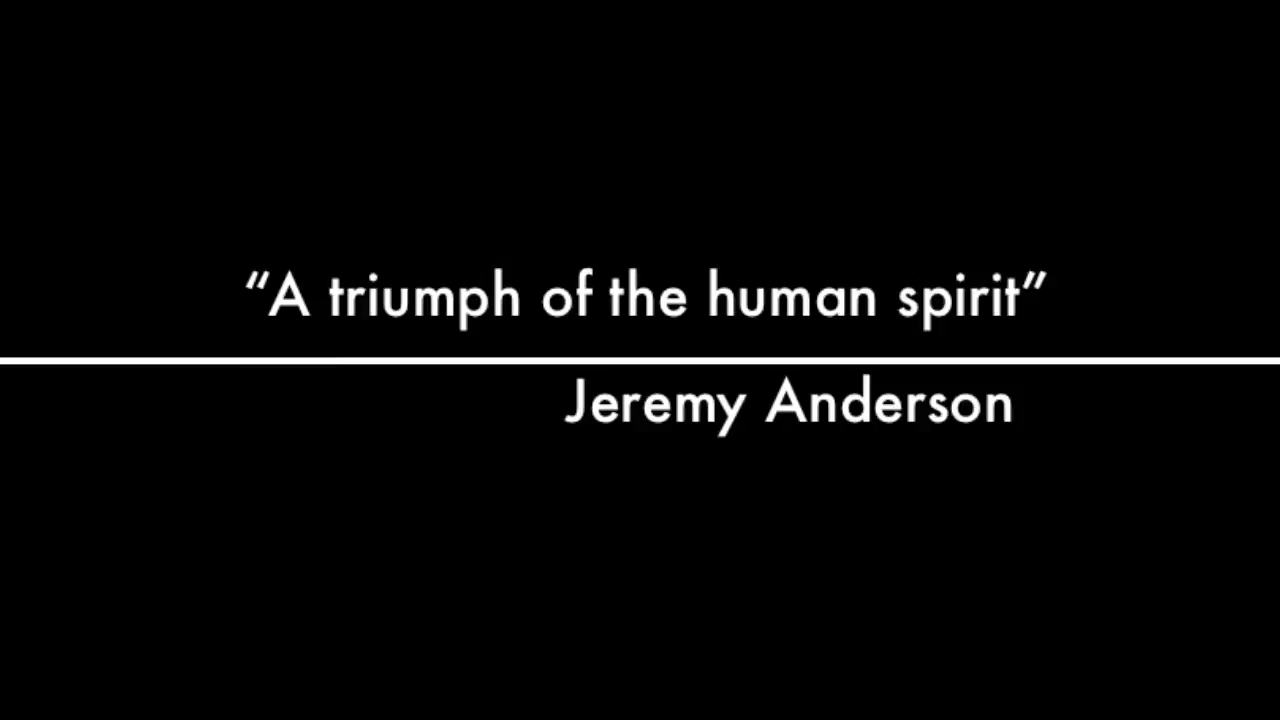 “A triumph of the human spirit”
Jeremy Anderson